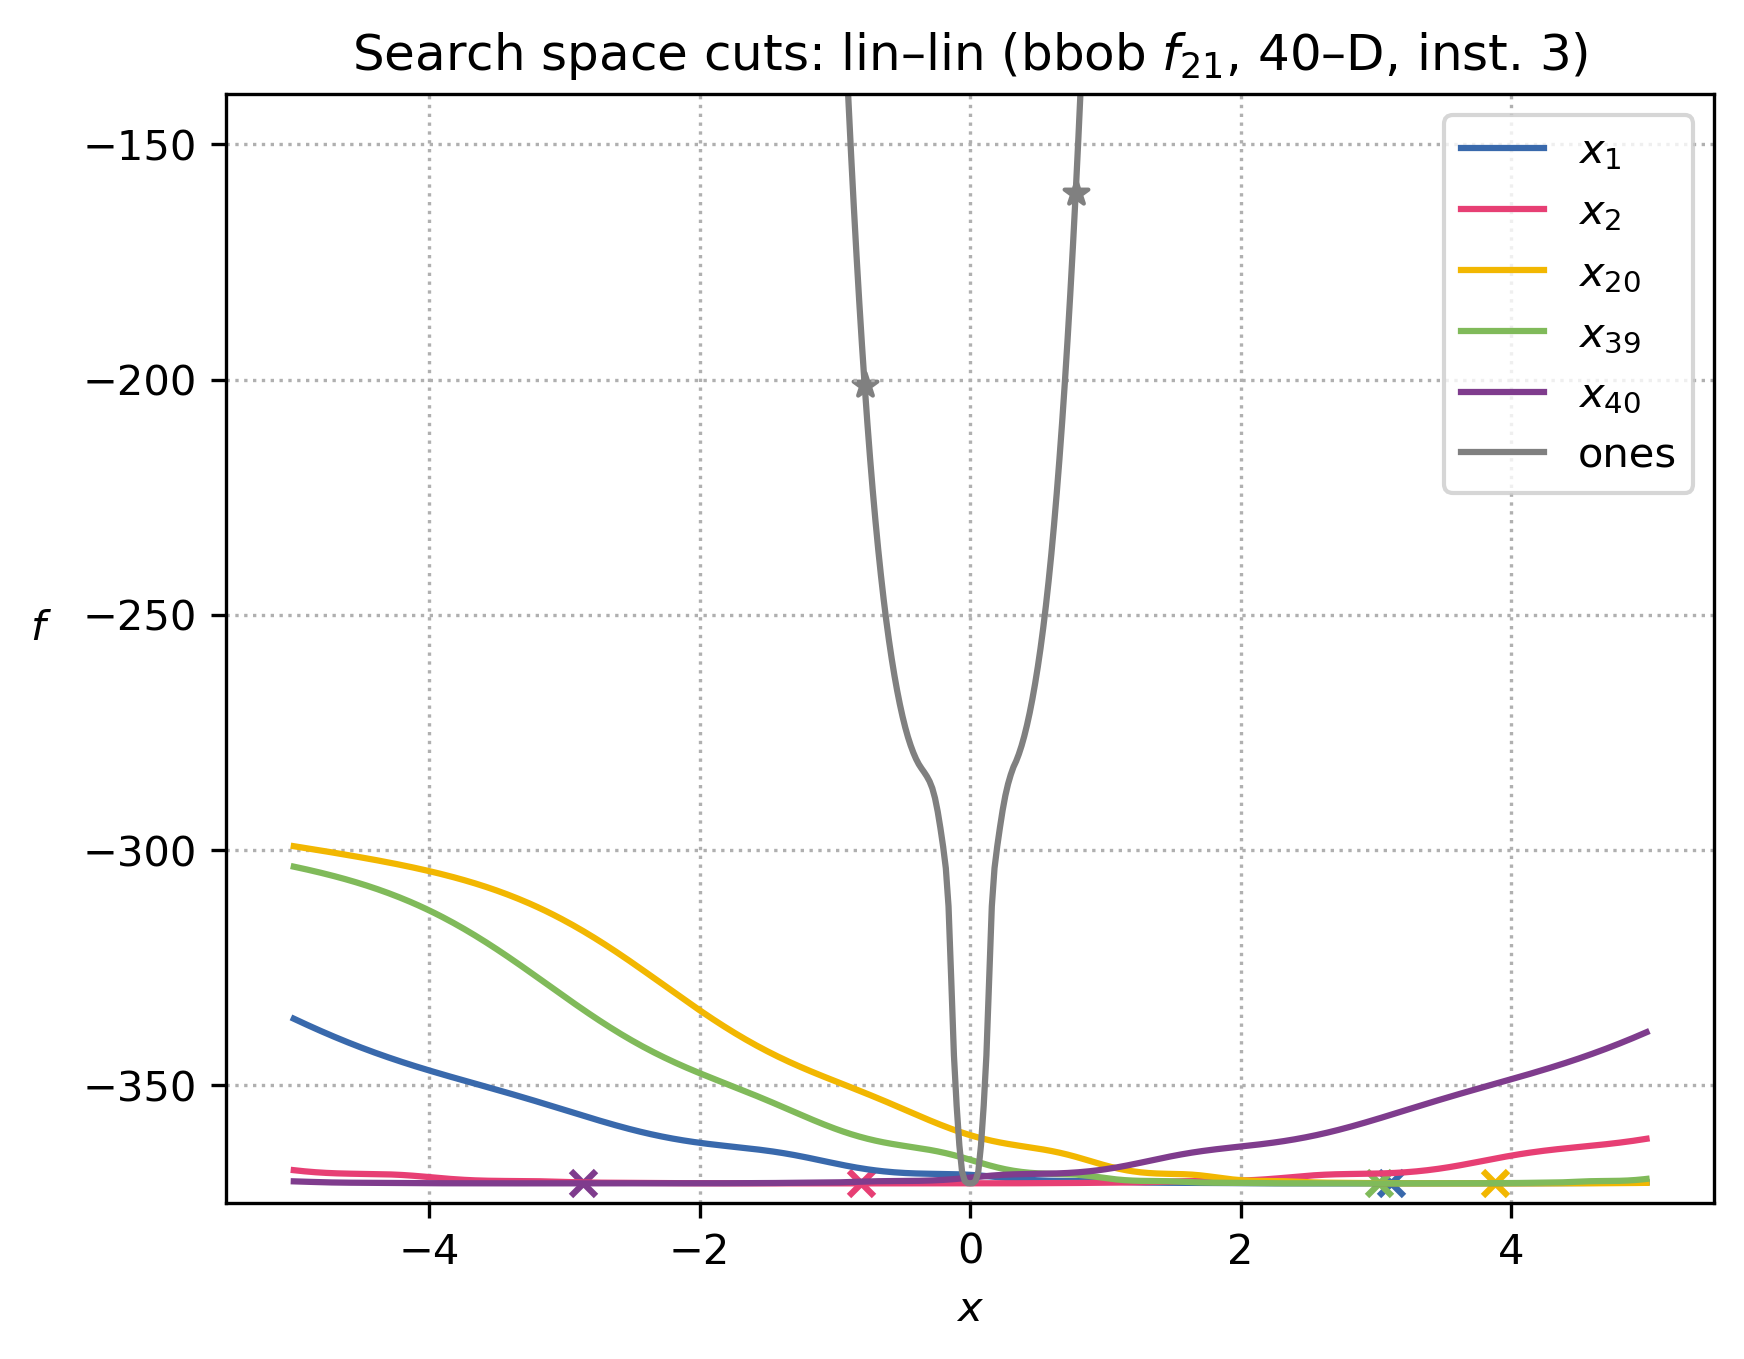 Search space cuts: lin–lin (bbob f₂₁, 40–D, inst. 3)
−150
−200
−250
−300
−350
f
−4
−2
0
2
4
x
x₁
x₂
x₂₀
x₃₉
x₄₀
ones